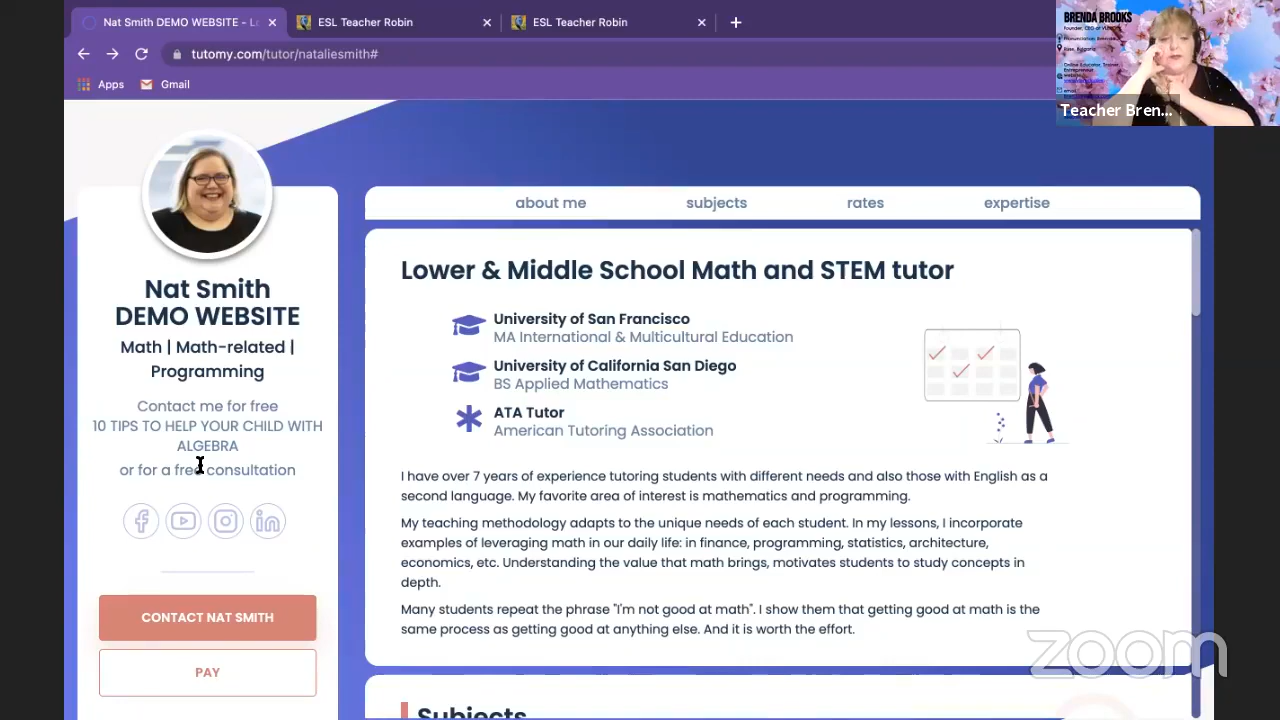 Nat Smith DEMO WEBSITE - Lo
ESL Teacher Robin
ESL Teacher Robin
tutomy.com/tutor/nataliesmith#
Apps
Gmail
BRENDA BROOKS
Teacher Bren...
about me
subjects
rates
expertise
Nat Smith
DEMO WEBSITE
Math | Math-related |
Programming
Contact me for free
10 TIPS TO HELP YOUR CHILD WITH
ALGEBRA
or for a free consultation
CONTACT NAT SMITH
PAY
Lower & Middle School Math and STEM tutor
University of San Francisco
MA International & Multicultural Education
University of California San Diego
BS Applied Mathematics
ATA Tutor
American Tutoring Association
I have over 7 years of experience tutoring students with different needs and also those with English as a
second language. My favorite area of interest is mathematics and programming.
My teaching methodology adapts to the unique needs of each student. In my lessons, I incorporate
examples of leveraging math in our daily life: in finance, programming, statistics, architecture,
economics, etc. Understanding the value that math brings, motivates students to study concepts in
depth.
Many students repeat the phrase "I'm not good at math". I show them that getting good at math is the
same process as getting good at anything else. And it is worth the effort.
Subjects
zoom